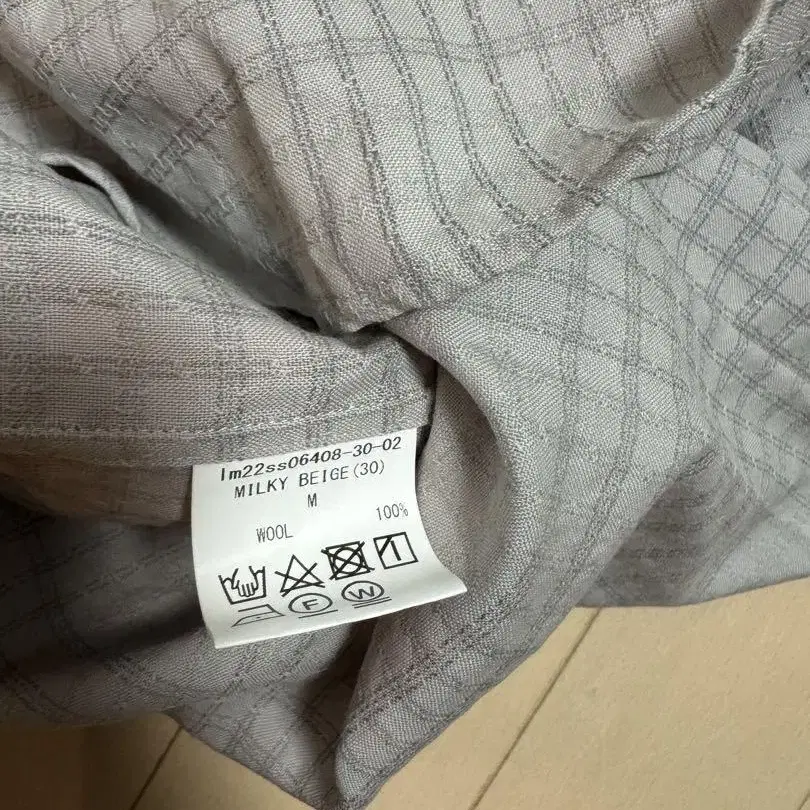 lm22ss06408-30-02
MILKY BEIGE(30)
M
WOOL 100%
F W